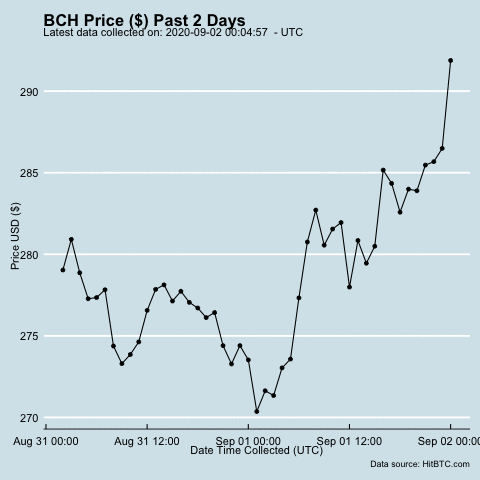 BCH Price ($) Past 2 Days
Latest data collected on: 2020-09-02 00:04:57  - UTC
Price USD ($)
290
285
280
275
270
Aug 31 00:00 Aug 31 12:00 Sep 01 00:00 Sep 01 12:00 Sep 02 00:00
Date Time Collected (UTC)
Data source: HitBTC.com